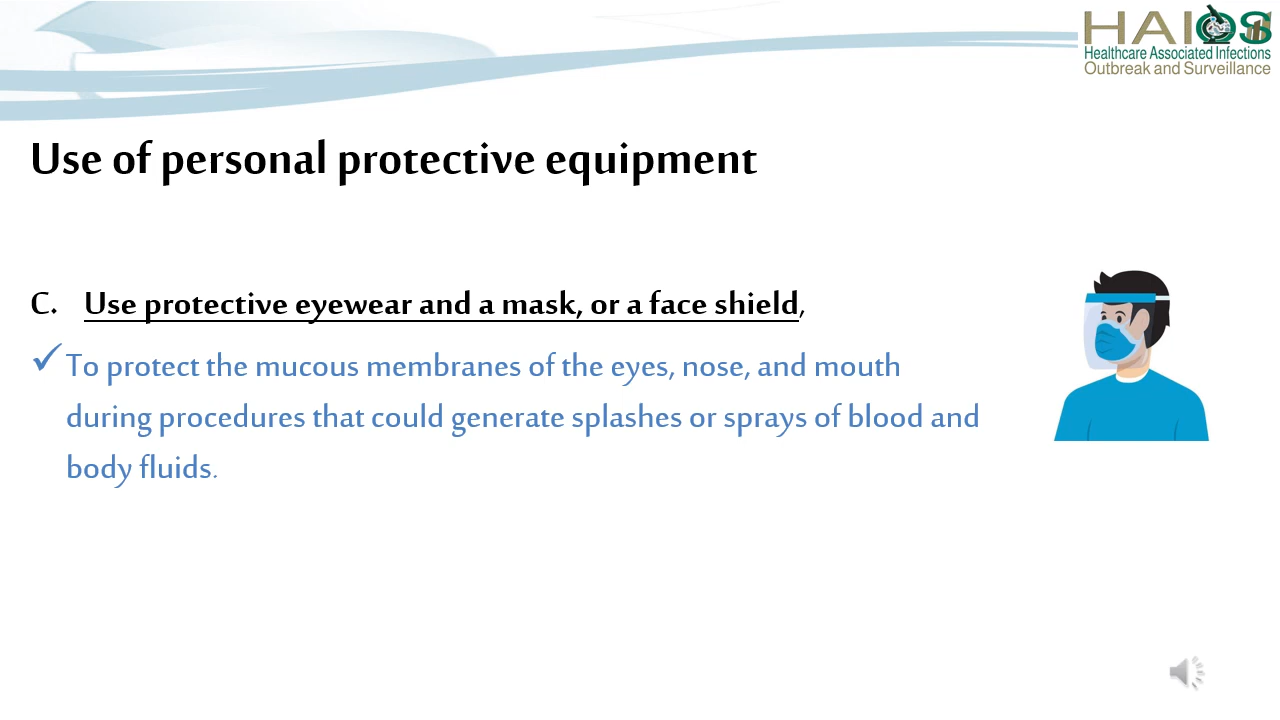 HAIOS
Healthcare Associated Infections
Outbreak and Surveillance
Use of personal protective equipment
C. Use protective eyewear and a mask, or a face shield,
✓ To protect the mucous membranes of the eyes, nose, and mouth
during procedures that could generate splashes or sprays of blood and
body fluids.